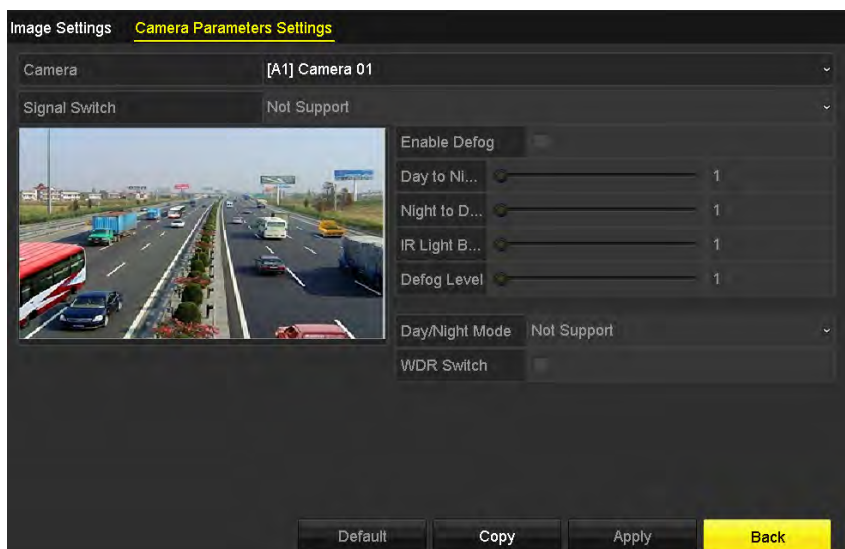 Image Settings Camera Parameters Settings
Camera [A1] Camera 01
Signal Switch Not Support
Enable Defog
Day to Ni... 1
Night to D... 1
IR Light B... 1
Defog Level 1
Day/Night Mode Not Support
WDR Switch
Default Copy Apply Back